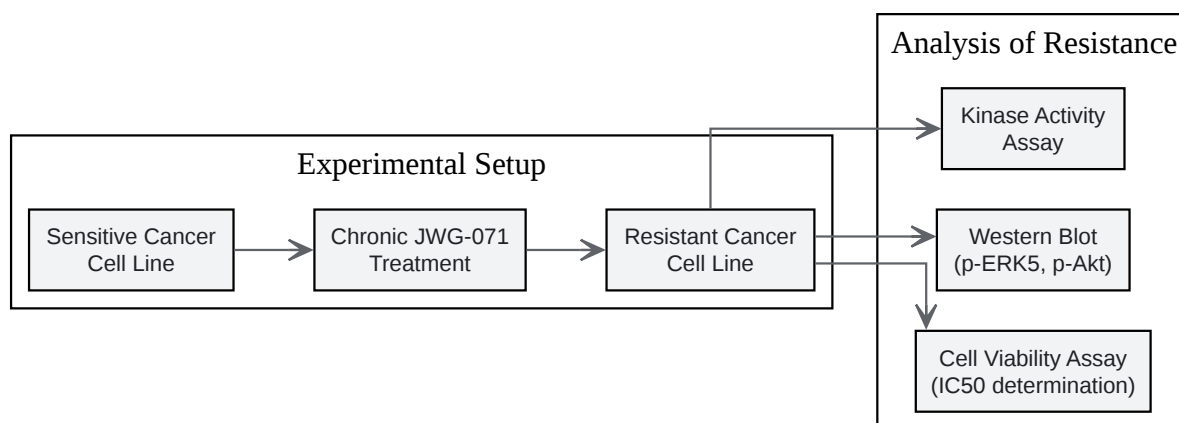 Experimental Setup
Sensitive Cancer
Cell Line
Chronic JWG-071
Treatment
Resistant Cancer
Cell Line
Analysis of Resistance
Kinase Activity
Assay
Western Blot
(p-ERK5, p-Akt)
Cell Viability Assay
(IC50 determination)